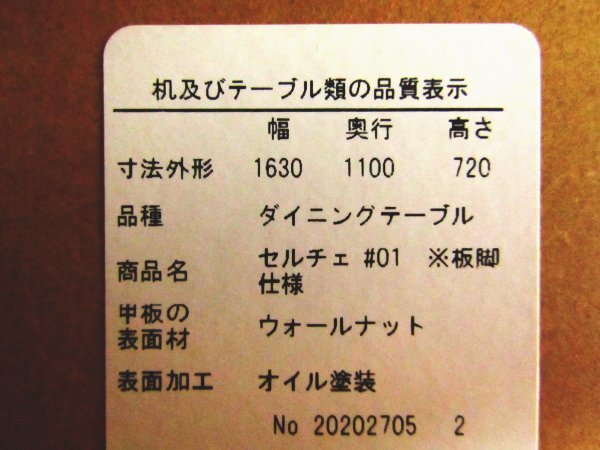 机及びテーブル類の品質表示
幅 奥行 高さ
寸法外形 1630 1100 720
品種 ダイニングテーブル
商品名 セルチェ #01 ※板脚
仕様
甲板の
表面材 ウォールナット
表面加工 オイル塗装
No 20202705 2